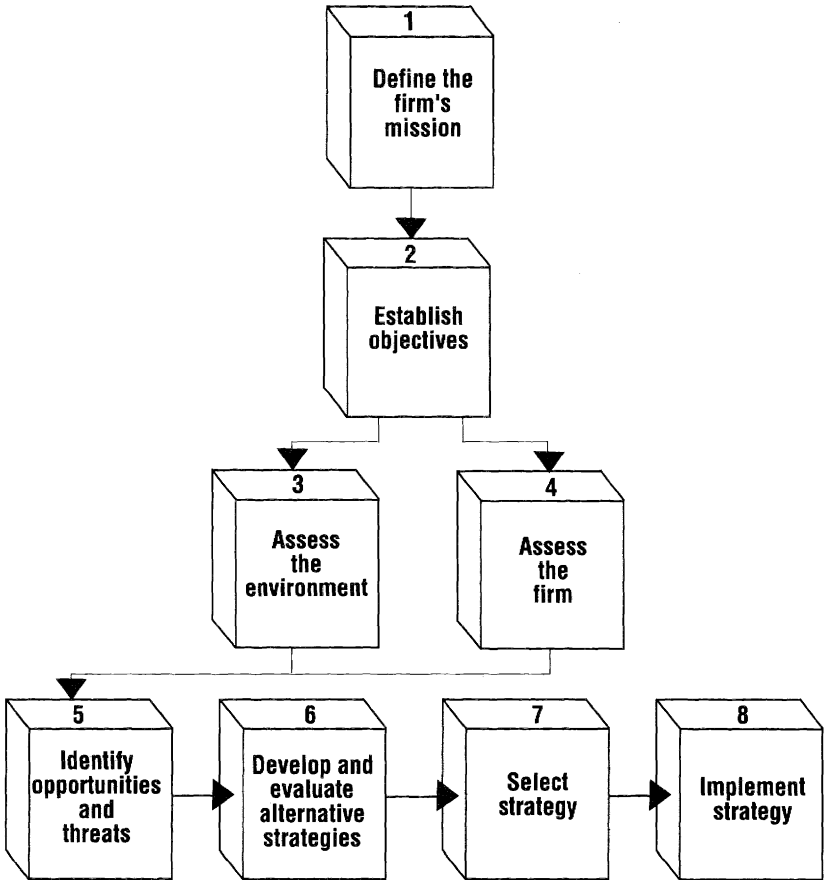 1
Define the
firm's
mission
2
Establish
objectives
3
Assess
the
environment
4
Assess
the
firm
5
Identify
opportunities
and
threats
6
Develop and
evaluate
alternative
strategies
7
Select
strategy
8
Implement
strategy